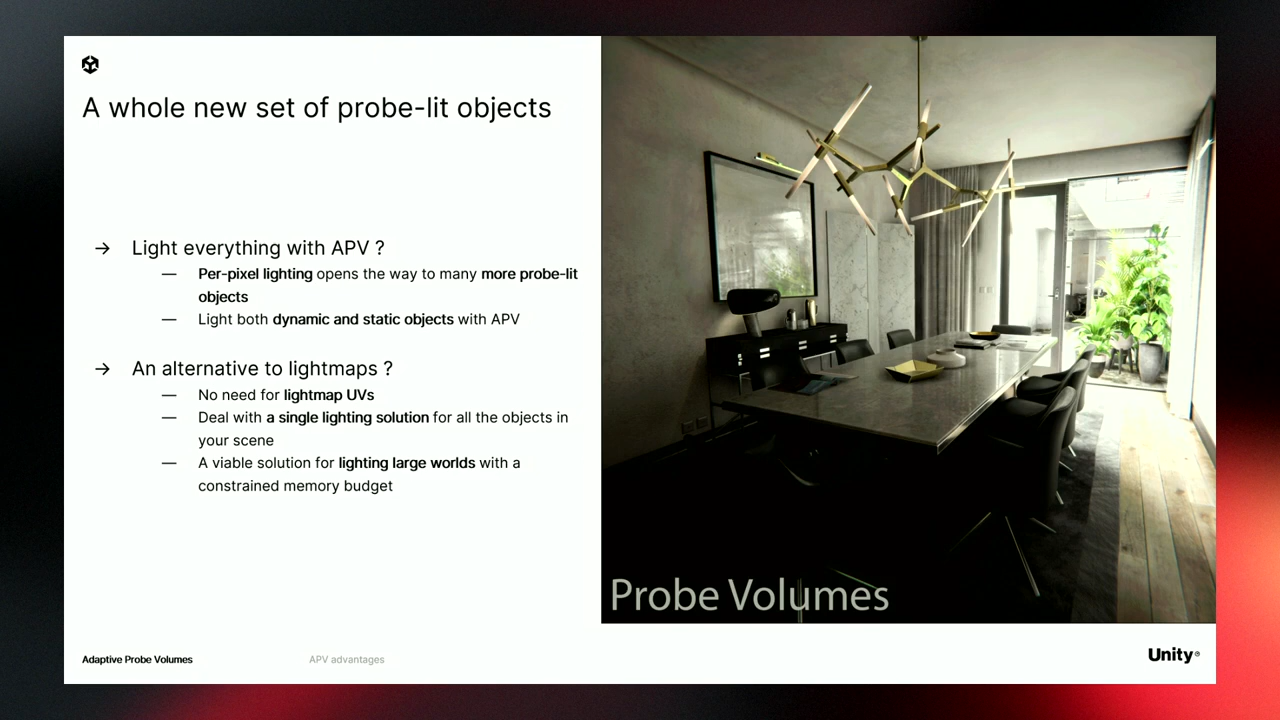 A whole new set of probe-lit objects
→ Light everything with APV ?
— Per-pixel lighting opens the way to many more probe-lit
objects
— Light both dynamic and static objects with APV
→ An alternative to lightmaps ?
— No need for lightmap UVs
— Deal with a single lighting solution for all the objects in
your scene
— A viable solution for lighting large worlds with a
constrained memory budget
Probe Volumes
Adaptive Probe Volumes
APV advantages
Unity®